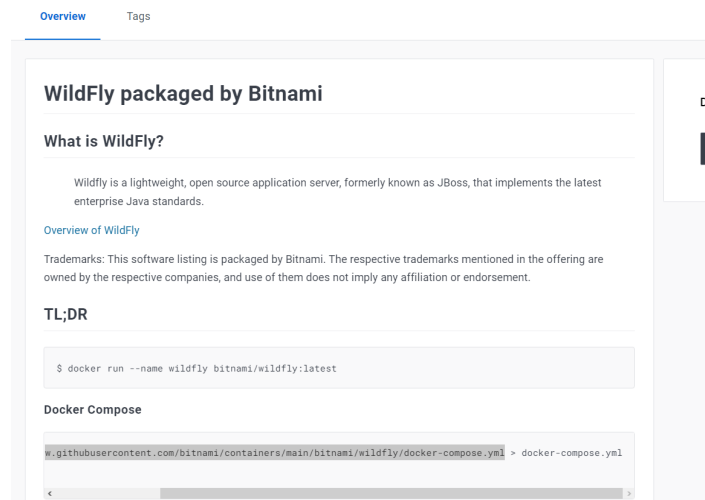 Overview Tags
WildFly packaged by Bitnami
What is WildFly?
Wildfly is a lightweight, open source application server, formerly known as JBoss, that implements the latest
enterprise Java standards.
Overview of WildFly
Trademarks: This software listing is packaged by Bitnami. The respective trademarks mentioned in the offering are
owned by the respective companies, and use of them does not imply any affiliation or endorsement.
TL;DR
$ docker run --name wildfly bitnami/wildfly:latest
Docker Compose
w.githubusercontent.com/bitnami/containers/main/bitnami/wildfly/docker-compose.yml > docker-compose.yml